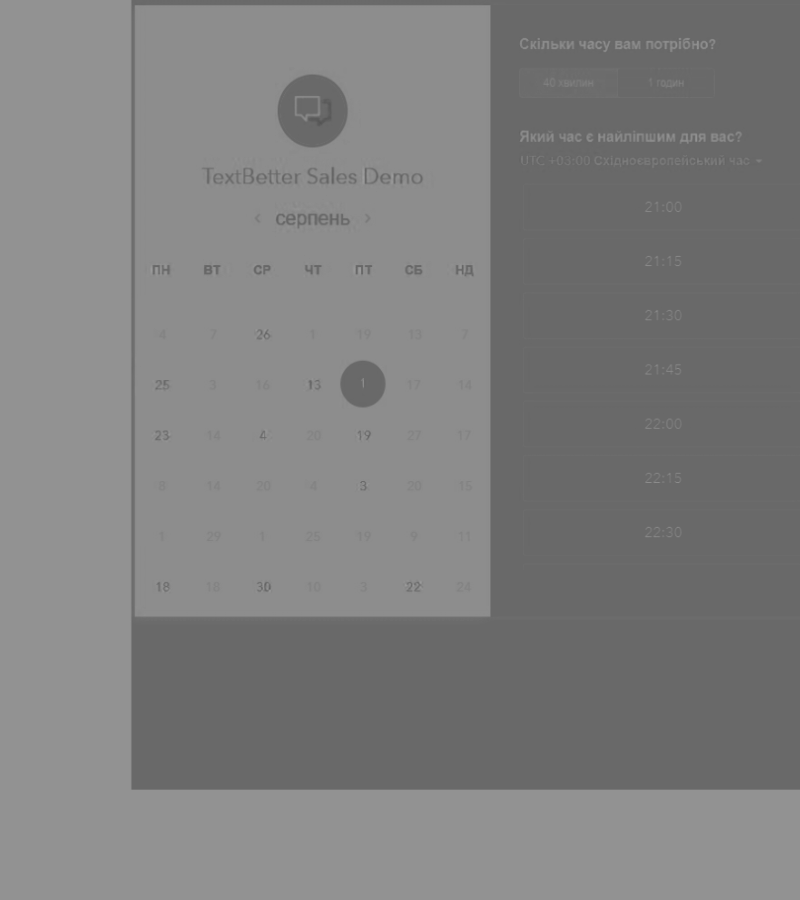 TextBetter Sales Demo
‹ серпень ›
ПН ВТ СР ЧТ ПТ СБ НД
4 7 26 1 19 13 7
25 3 16 13 1 17 14
23 14 4 20 19 27 17
8 14 20 4 3 20 15
1 29 1 25 19 9 11
18 18 30 10 3 22 24
Скільки часу вам потрібно?
40 хвилин 1 годин
Який час є найліпшим для вас?
UTC +03:00 Східноєвропейський час
21:00
21:15
21:30
21:45
22:00
22:15
22:30